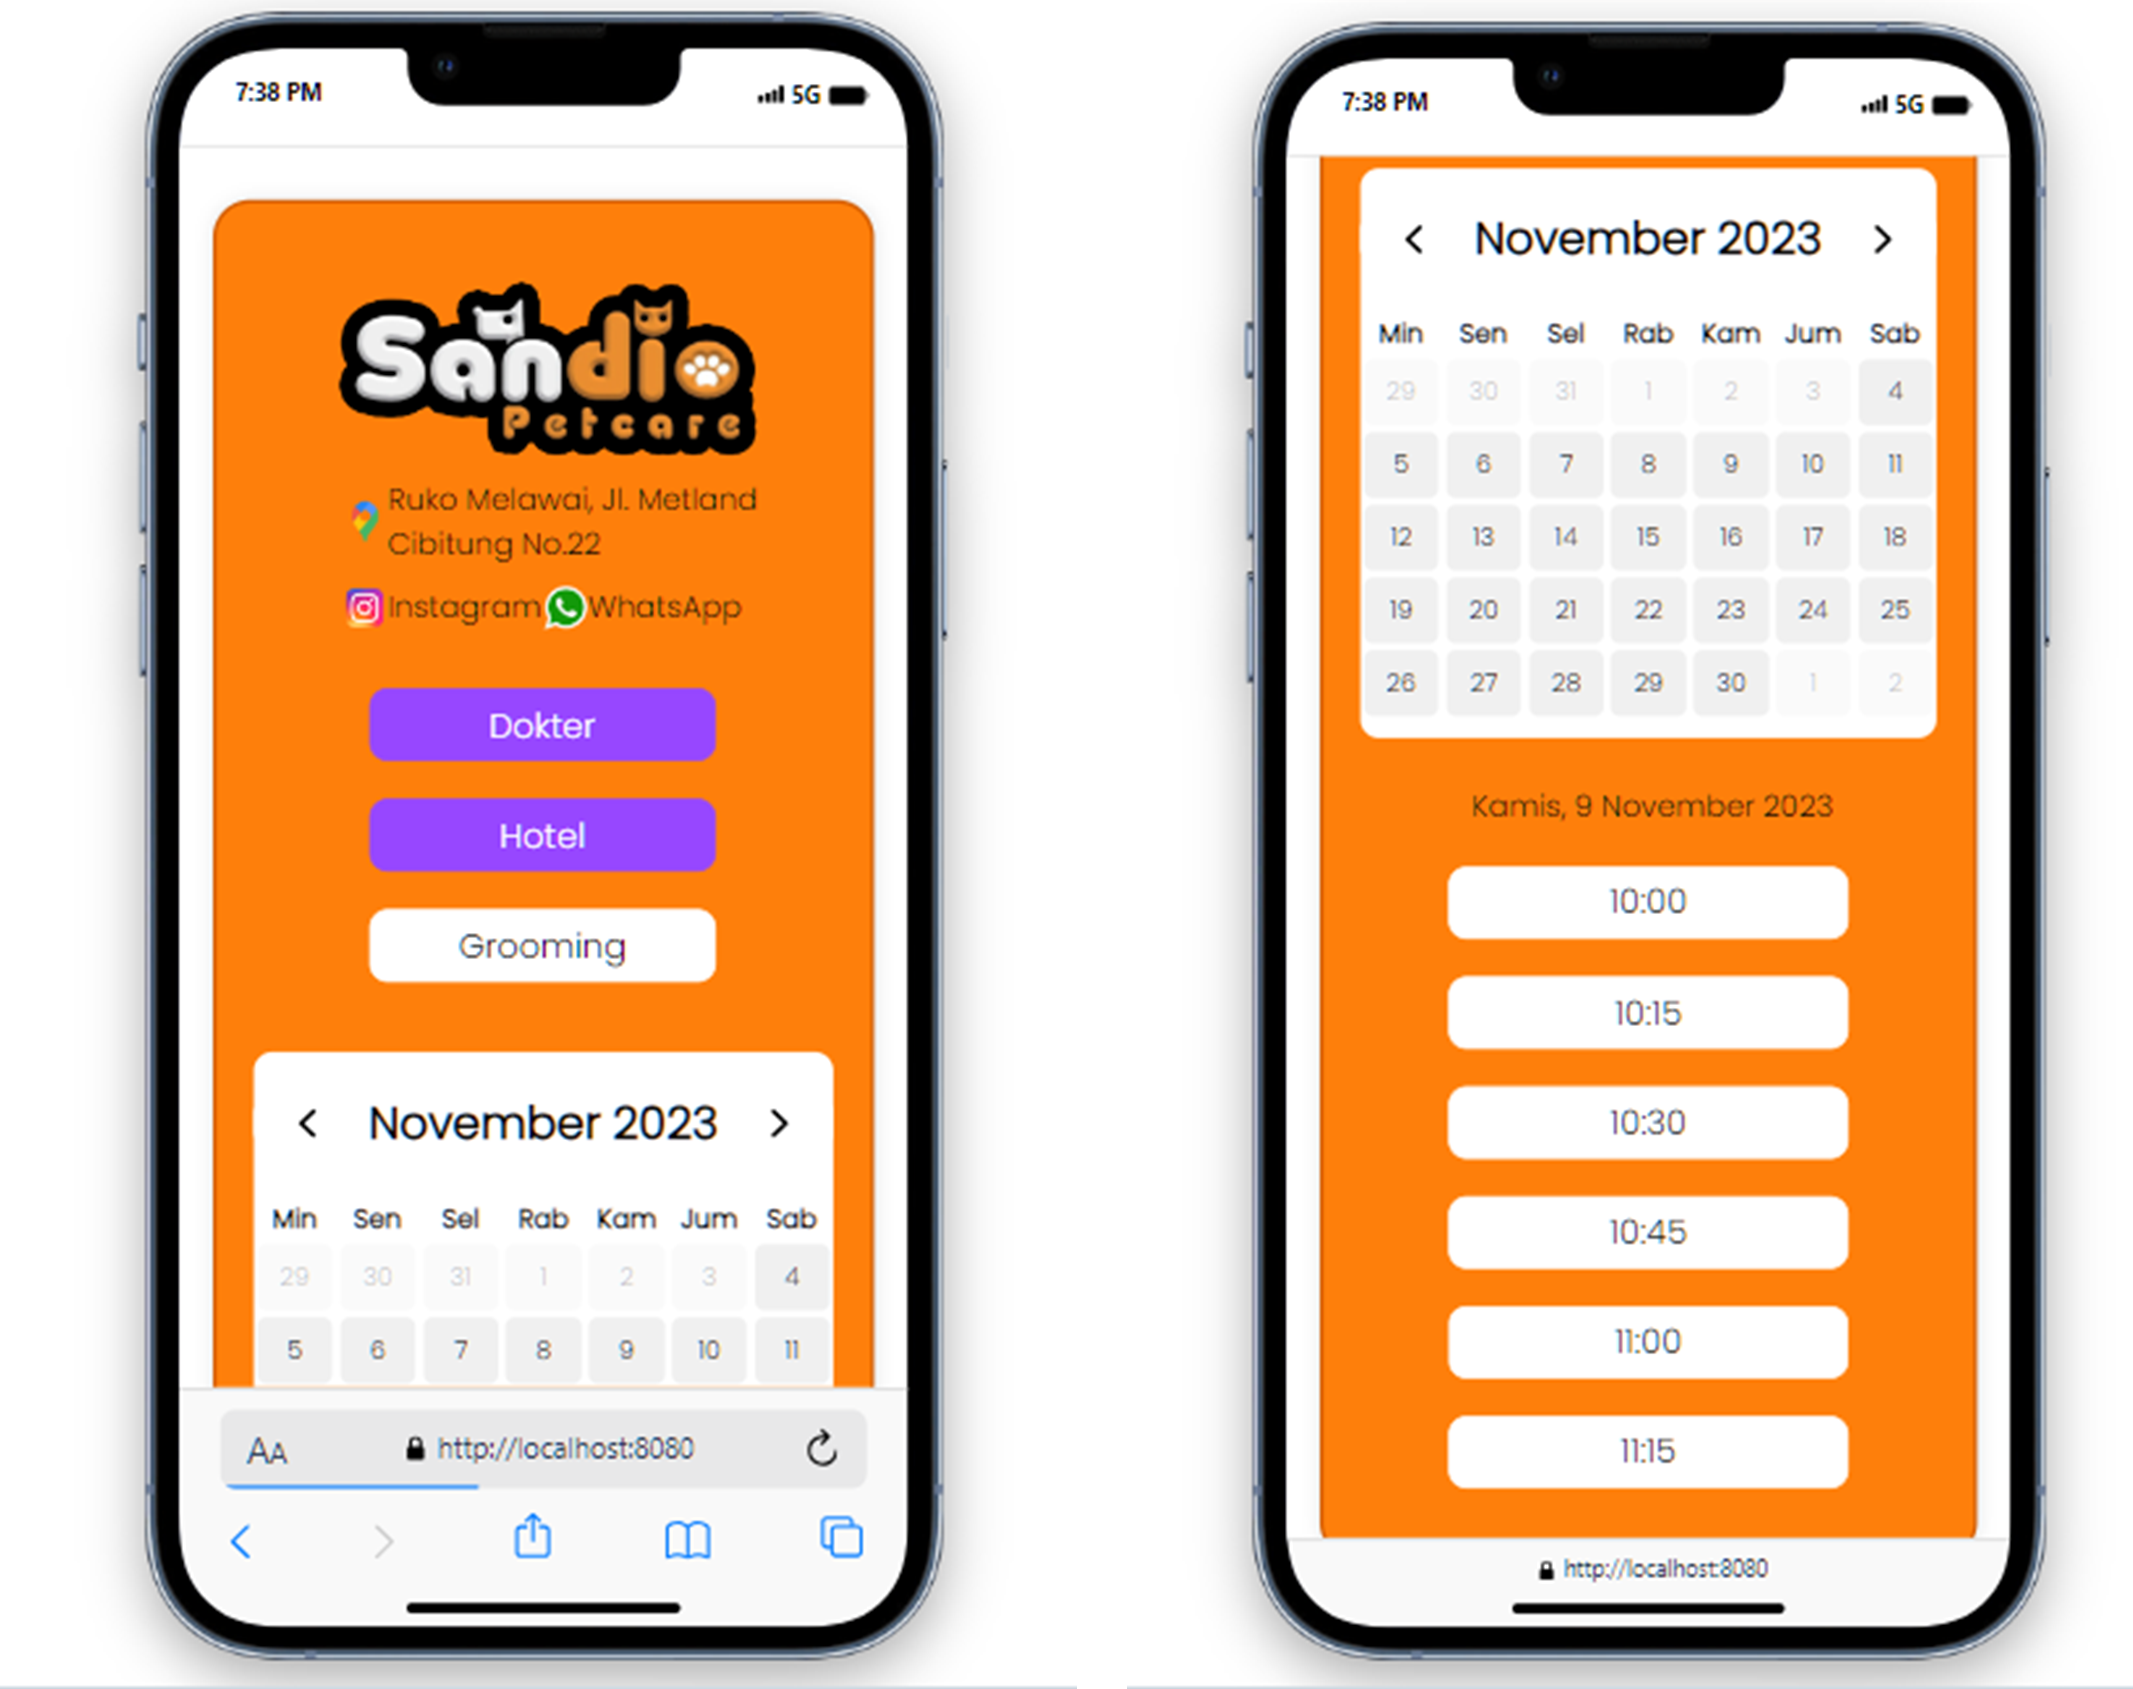 7:38 PM
5G
Sandio
Petcare
Ruko Melawai, Jl. Metland
Cibitung No.22
Instagram WhatsApp
Dokter
Hotel
Grooming
November 2023
Min Sen Sel Rab Kam Jum Sab
29 30 31 1 2 3 4
5 6 7 8 9 10 11
AA http://localhost:8080
7:38 PM
5G
November 2023
Min Sen Sel Rab Kam Jum Sab
29 30 31 1 2 3 4
5 6 7 8 9 10 11
12 13 14 15 16 17 18
19 20 21 22 23 24 25
26 27 28 29 30 1 2
Kamis, 9 November 2023
10:00
10:15
10:30
10:45
11:00
11:15
http://localhost:8080